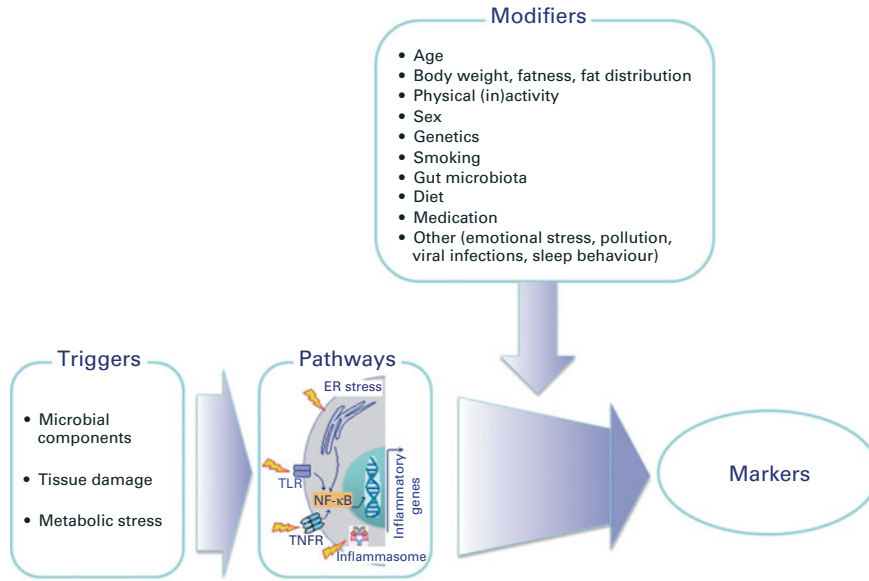 Modifiers
• Age
• Body weight, fatness, fat distribution
• Physical (in)activity
• Sex
• Genetics
• Smoking
• Gut microbiota
• Diet
• Medication
• Other (emotional stress, pollution,
viral infections, sleep behaviour)
Triggers
• Microbial
components
• Tissue damage
• Metabolic stress
Pathways
ER stress
TLR
NF-κB
TNFR
Inflammasome
Inflammatory
genes
Markers